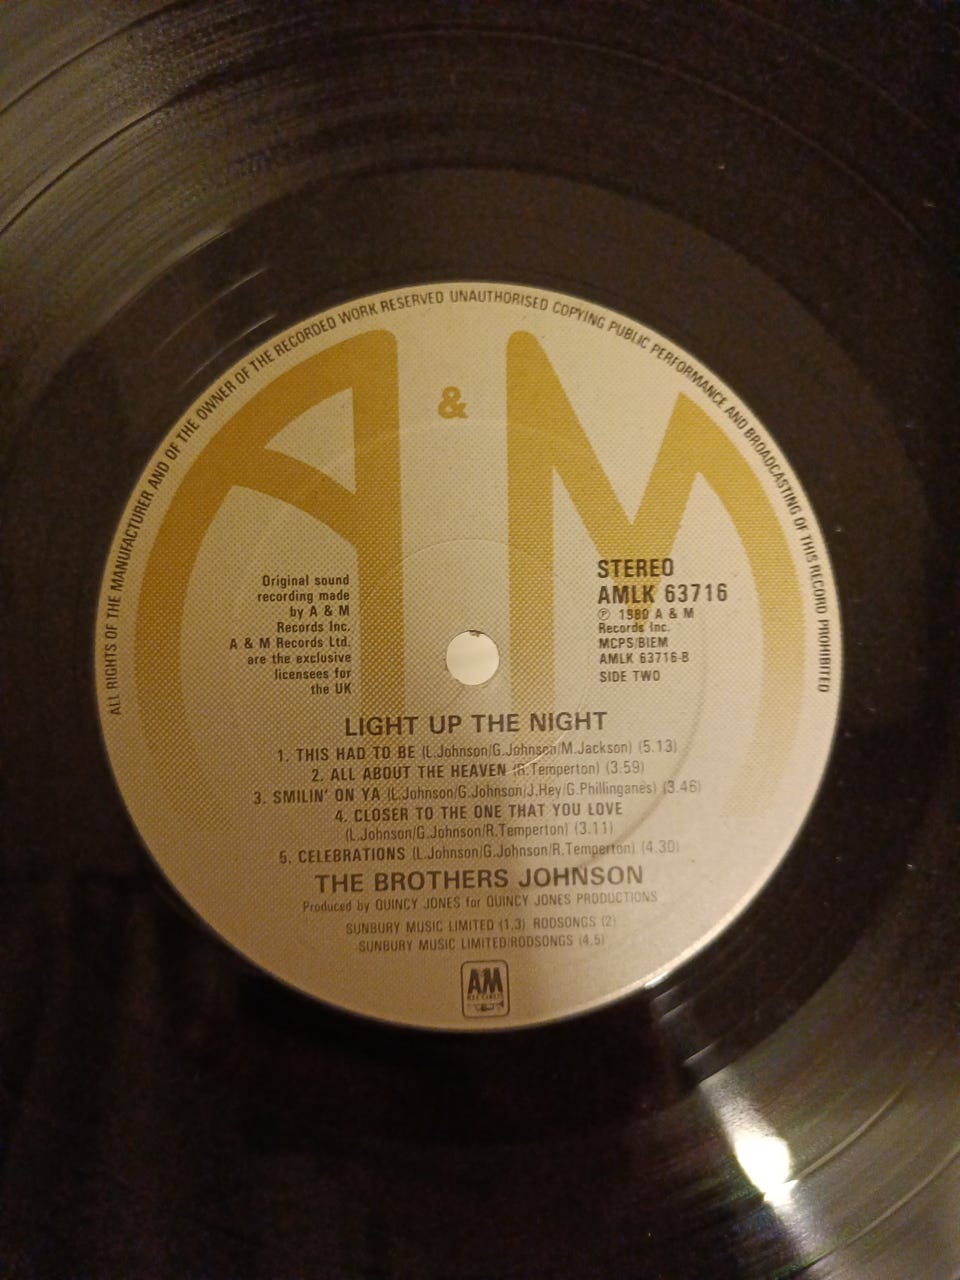 ALL RIGHTS OF THE MANUFACTURER AND OF THE OWNER OF THE RECORDED WORK RESERVED UNAUTHORISED COPYING PUBLIC PERFORMANCE AND BROADCASTING OF THIS RECORD PROHIBITED
A & M
Original sound
recording made
by A & M
Records Inc.
A & M Records Ltd.
are the exclusive
licensees for
the UK
STEREO
AMLK 63716
℗ 1980 A & M
Records Inc.
MCPS/BIEM
AMLK 63716-B
SIDE TWO
LIGHT UP THE NIGHT
1. THIS HAD TO BE (L.Johnson/G.Johnson/M.Jackson) (5.13)
2. ALL ABOUT THE HEAVEN (R.Temperton) (3.59)
3. SMILIN' ON YA (L.Johnson/G.Johnson/J.Hey/G.Phillinganes) (3.46)
4. CLOSER TO THE ONE THAT YOU LOVE
(L.Johnson/G.Johnson/R.Temperton) (3.11)
5. CELEBRATIONS (L.Johnson/G.Johnson/R.Temperton) (4.30)
THE BROTHERS JOHNSON
Produced by QUINCY JONES for QUINCY JONES PRODUCTIONS
SUNBURY MUSIC LIMITED (1,3) RODSONGS (2)
SUNBURY MUSIC LIMITED/RODSONGS (4,5)
AM
RECORDS